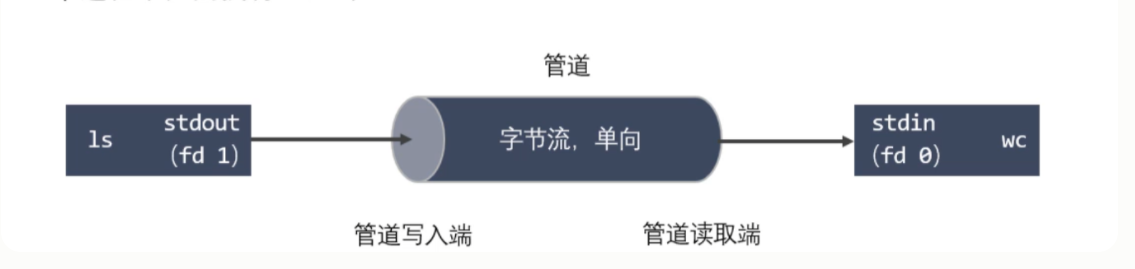 管道
ls
stdout
(fd 1)
字节流，单向
stdin
(fd 0)
wc
管道写入端
管道读取端